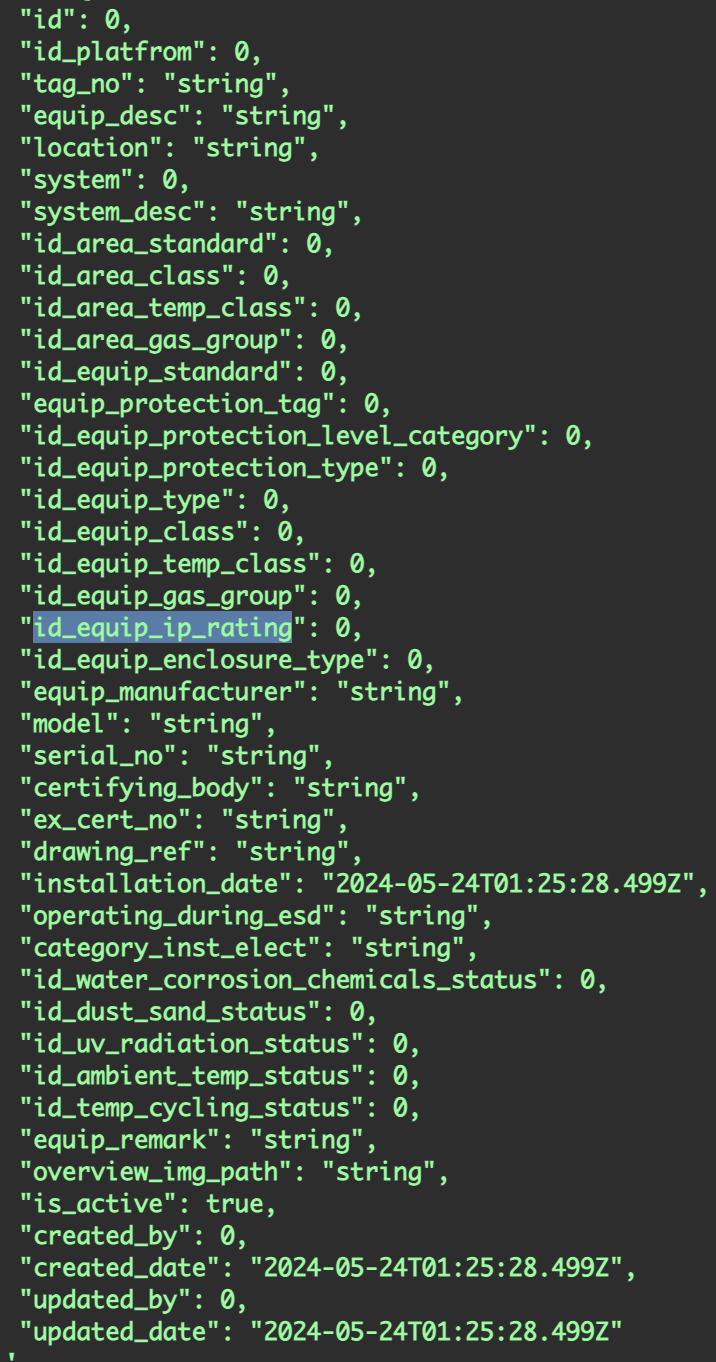 "id": 0,
"id_platfrom": 0,
"tag_no": "string",
"equip_desc": "string",
"location": "string",
"system": 0,
"system_desc": "string",
"id_area_standard": 0,
"id_area_class": 0,
"id_area_temp_class": 0,
"id_area_gas_group": 0,
"id_equip_standard": 0,
"equip_protection_tag": 0,
"id_equip_protection_level_category": 0,
"id_equip_protection_type": 0,
"id_equip_type": 0,
"id_equip_class": 0,
"id_equip_temp_class": 0,
"id_equip_gas_group": 0,
"id_equip_ip_rating": 0,
"id_equip_enclosure_type": 0,
"equip_manufacturer": "string",
"model": "string",
"serial_no": "string",
"certifying_body": "string",
"ex_cert_no": "string",
"drawing_ref": "string",
"installation_date": "2024-05-24T01:25:28.499Z",
"operating_during_esd": "string",
"category_inst_elect": "string",
"id_water_corrosion_chemicals_status": 0,
"id_dust_sand_status": 0,
"id_uv_radiation_status": 0,
"id_ambient_temp_status": 0,
"id_temp_cycling_status": 0,
"equip_remark": "string",
"overview_img_path": "string",
"is_active": true,
"created_by": 0,
"created_date": "2024-05-24T01:25:28.499Z",
"updated_by": 0,
"updated_date": "2024-05-24T01:25:28.499Z"